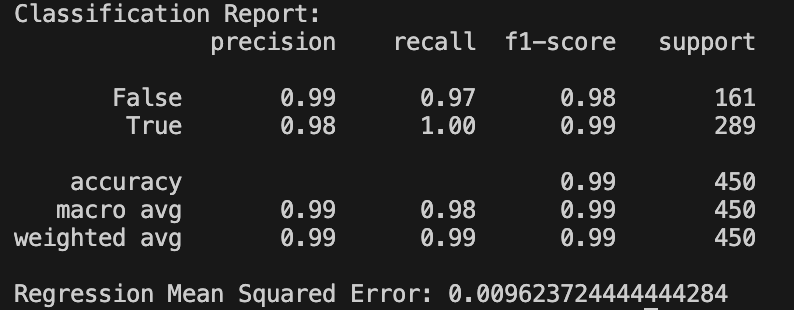 Classification Report:
precision recall f1-score support
False 0.99 0.97 0.98 161
True 0.98 1.00 0.99 289
accuracy 0.99 450
macro avg 0.99 0.98 0.99 450
weighted avg 0.99 0.99 0.99 450
Regression Mean Squared Error: 0.009623724444444284